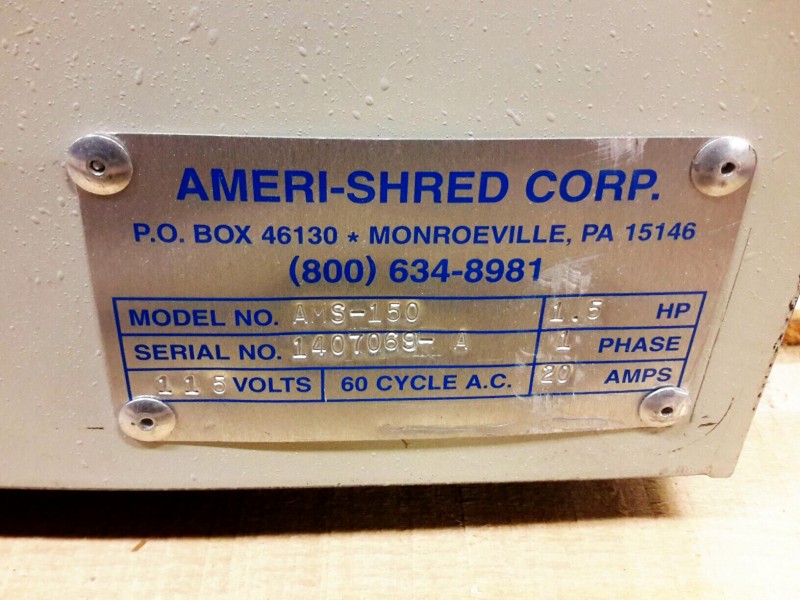 AMERI-SHRED CORP.
P.O. BOX 46130 * MONROEVILLE, PA 15146
(800) 634-8981
MODEL NO. AMS-150 1.5 HP
SERIAL NO. 1407069- A 1 PHASE
115 VOLTS 60 CYCLE A.C. 20 AMPS